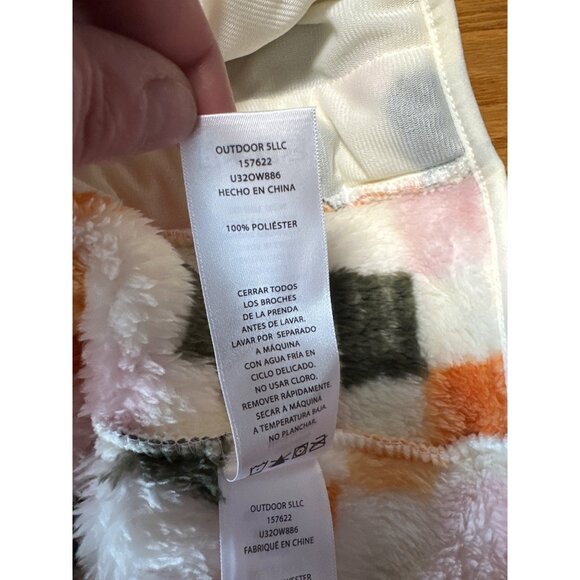 OUTDOOR 5LLC
157622
U32OW886
HECHO EN CHINA
100% POLIÉSTER
CERRAR TODOS
LOS BROCHES
DE LA PRENDA
ANTES DE LAVAR.
LAVAR POR SEPARADO
A MÁQUINA
CON AGUA FRÍA EN
CICLO DELICADO.
NO USAR CLORO.
REMOVER RÁPIDAMENTE.
SECAR A MÁQUINA
A TEMPERATURA BAJA
NO PLANCHAR.
OUTDOOR 5LLC
157622
U32OW886
FABRIQUÉ EN CHINE